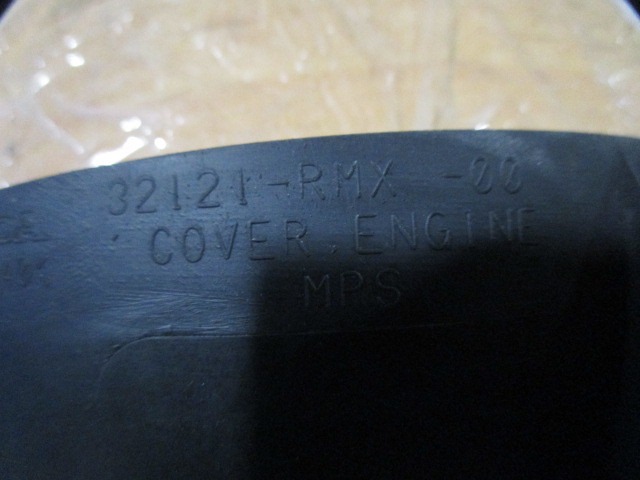 32121-RMX -00
COVER, ENGINE
MPS